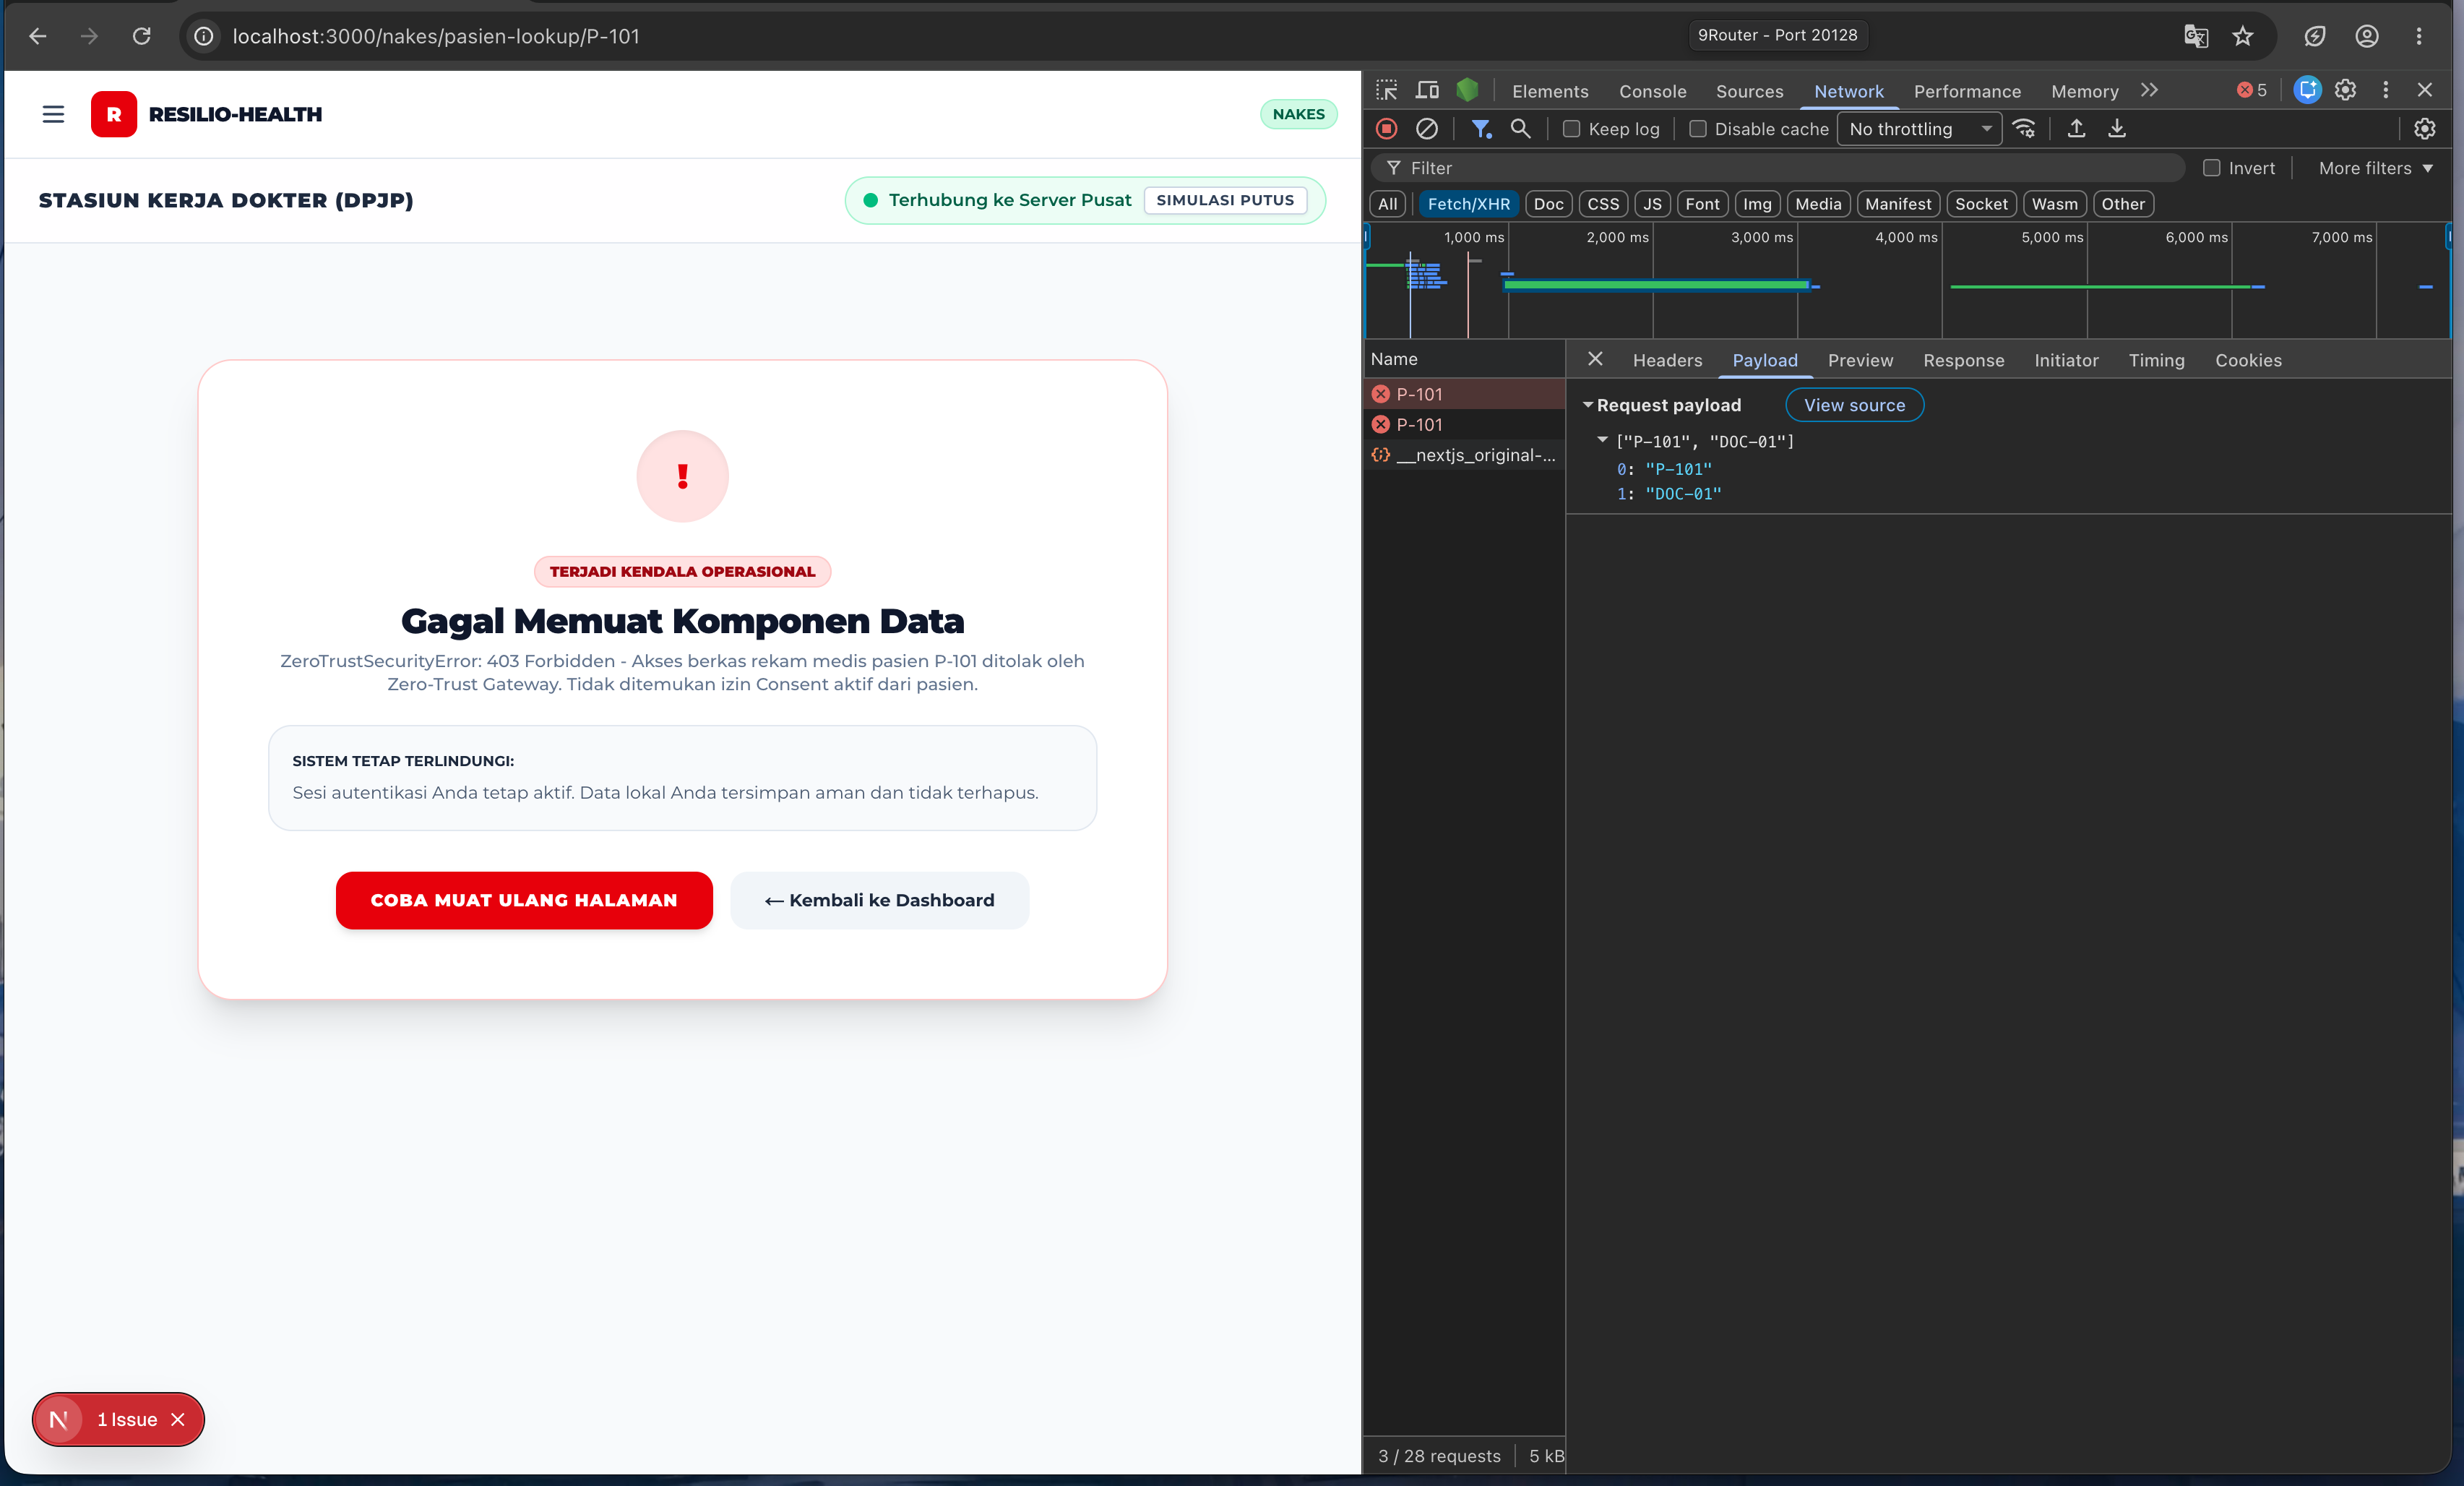 localhost:3000/nakes/pasien-lookup/P-101
9Router - Port 20128
R RESILIO-HEALTH
NAKES
STASIUN KERJA DOKTER (DPJP)
Terhubung ke Server Pusat
SIMULASI PUTUS
!
TERJADI KENDALA OPERASIONAL
Gagal Memuat Komponen Data
ZeroTrustSecurityError: 403 Forbidden - Akses berkas rekam medis pasien P-101 ditolak oleh
Zero-Trust Gateway. Tidak ditemukan izin Consent aktif dari pasien.
SISTEM TETAP TERLINDUNGI:
Sesi autentikasi Anda tetap aktif. Data lokal Anda tersimpan aman dan tidak terhapus.
COBA MUAT ULANG HALAMAN
← Kembali ke Dashboard
N 1 Issue
Elements Console Sources Network Performance Memory 5
Keep log Disable cache No throttling
Filter Invert More filters
All Fetch/XHR Doc CSS JS Font Img Media Manifest Socket Wasm Other
1,000 ms 2,000 ms 3,000 ms 4,000 ms 5,000 ms 6,000 ms 7,000 ms
Name
P-101
P-101
__nextjs_original-...
Headers Payload Preview Response Initiator Timing Cookies
Request payload View source
["P-101", "DOC-01"]
0: "P-101"
1: "DOC-01"
3 / 28 requests 5 kB